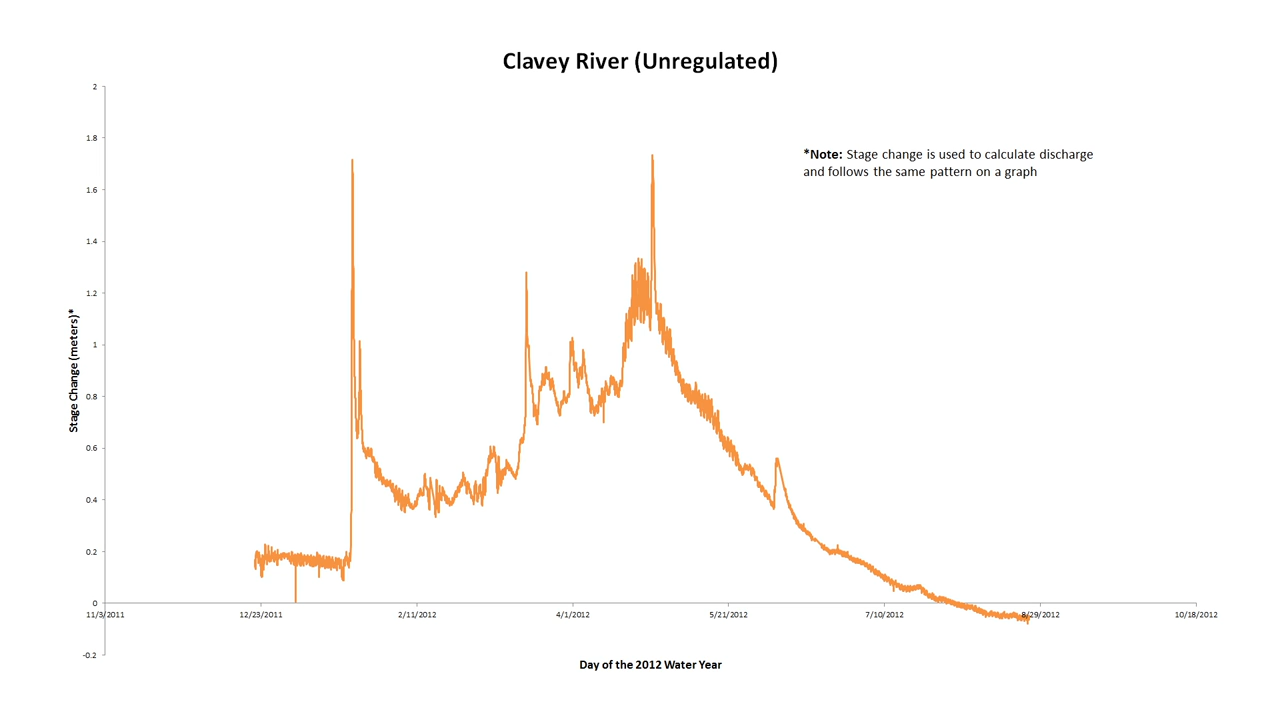 Clavey River (Unregulated)
2
1.8
1.6
1.4
1.2
1
0.8
0.6
0.4
0.2
0
-0.2
Stage Change (meters)*
*Note: Stage change is used to calculate discharge
and follows the same pattern on a graph
11/3/2011 12/23/2011 2/11/2012 4/1/2012 5/21/2012 7/10/2012 8/29/2012 10/18/2012
Day of the 2012 Water Year